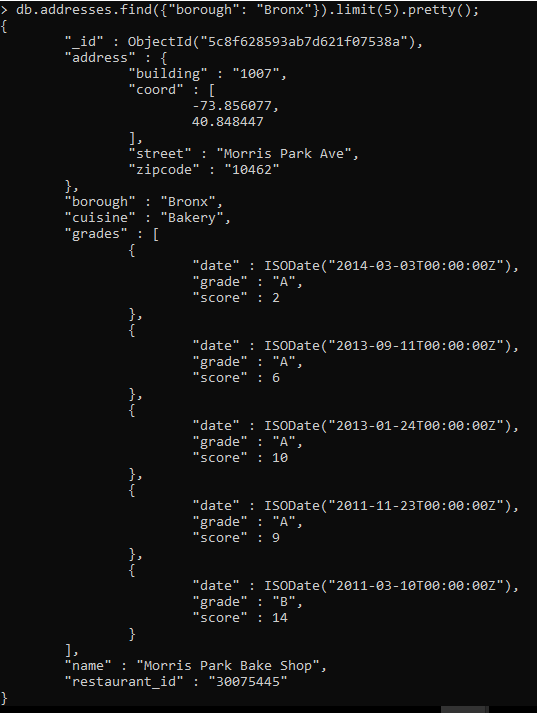 > db.addresses.find({"borough": "Bronx"}).limit(5).pretty();
{
        "_id" : ObjectId("5c8f628593ab7d621f07538a"),
        "address" : {
                "building" : "1007",
                "coord" : [
                        -73.856077,
                        40.848447
                ],
                "street" : "Morris Park Ave",
                "zipcode" : "10462"
        },
        "borough" : "Bronx",
        "cuisine" : "Bakery",
        "grades" : [
                {
                        "date" : ISODate("2014-03-03T00:00:00Z"),
                        "grade" : "A",
                        "score" : 2
                },
                {
                        "date" : ISODate("2013-09-11T00:00:00Z"),
                        "grade" : "A",
                        "score" : 6
                },
                {
                        "date" : ISODate("2013-01-24T00:00:00Z"),
                        "grade" : "A",
                        "score" : 10
                },
                {
                        "date" : ISODate("2011-11-23T00:00:00Z"),
                        "grade" : "A",
                        "score" : 9
                },
                {
                        "date" : ISODate("2011-03-10T00:00:00Z"),
                        "grade" : "B",
                        "score" : 14
                }
        ],
        "name" : "Morris Park Bake Shop",
        "restaurant_id" : "30075445"
}